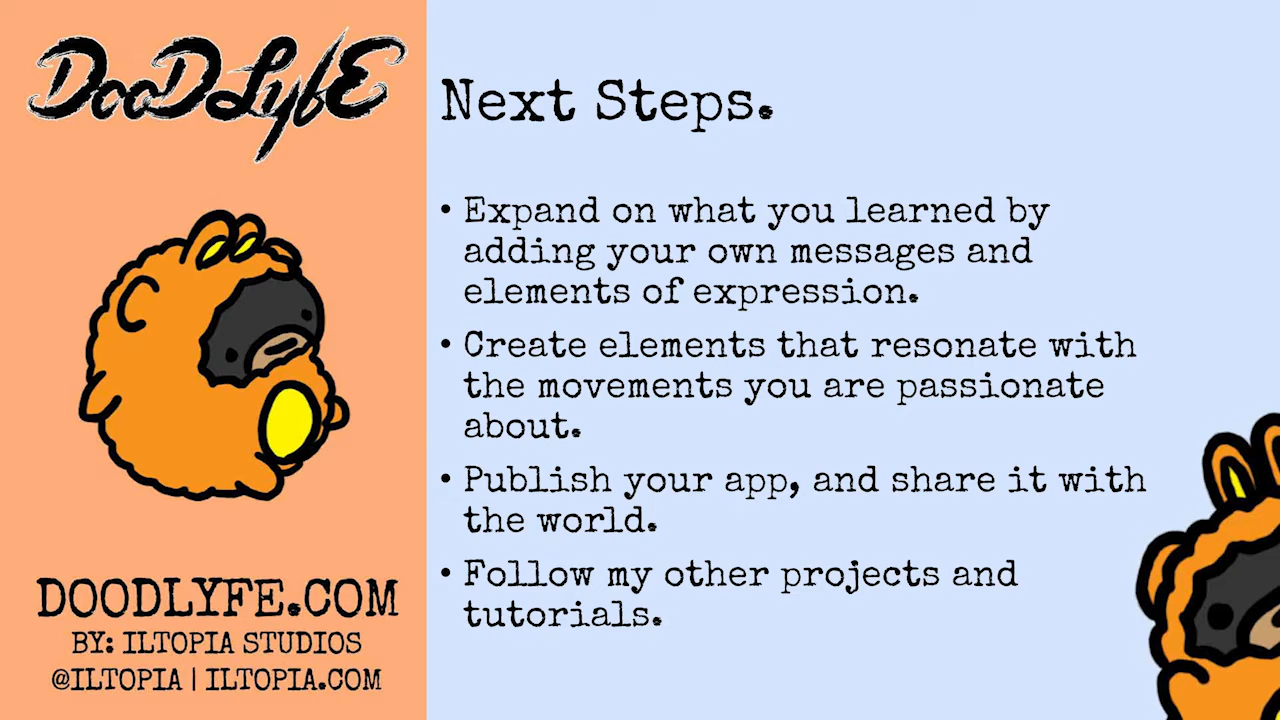 DooDLyfE
DOODLYFE.COM
BY: ILTOPIA STUDIOS
@ILTOPIA | ILTOPIA.COM
Next Steps.
• Expand on what you learned by
adding your own messages and
elements of expression.
• Create elements that resonate with
the movements you are passionate
about.
• Publish your app, and share it with
the world.
• Follow my other projects and
tutorials.